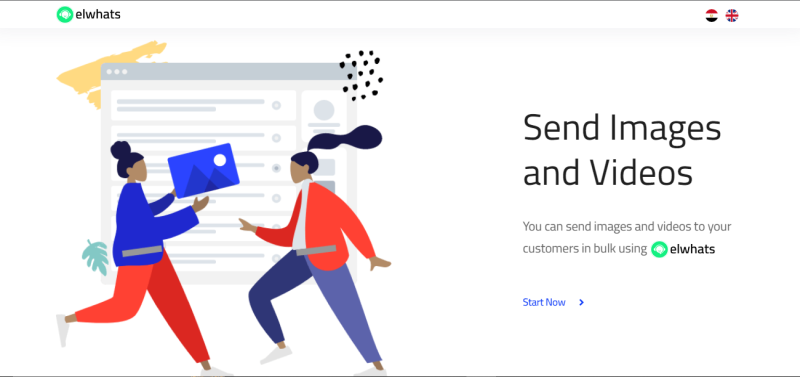 elwhats
Send Images
and Videos
You can send images and videos to your
customers in bulk using elwhats
Start Now